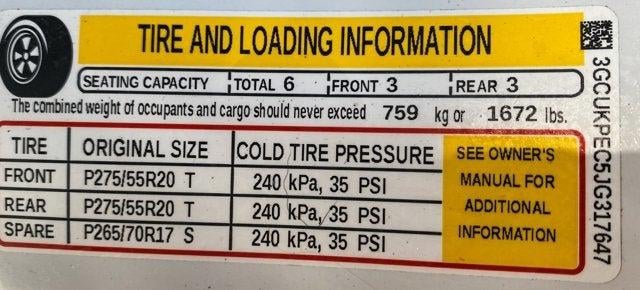 TIRE AND LOADING INFORMATION
SEATING CAPACITY TOTAL 6 FRONT 3 REAR 3
The combined weight of occupants and cargo should never exceed 759 kg or 1672 lbs.
TIRE ORIGINAL SIZE COLD TIRE PRESSURE
FRONT P275/55R20 T 240 kPa, 35 PSI
REAR P275/55R20 T 240 kPa, 35 PSI
SPARE P265/70R17 S 240 kPa, 35 PSI
SEE OWNER'S
MANUAL FOR
ADDITIONAL
INFORMATION
3GCUKPEC5JG317647